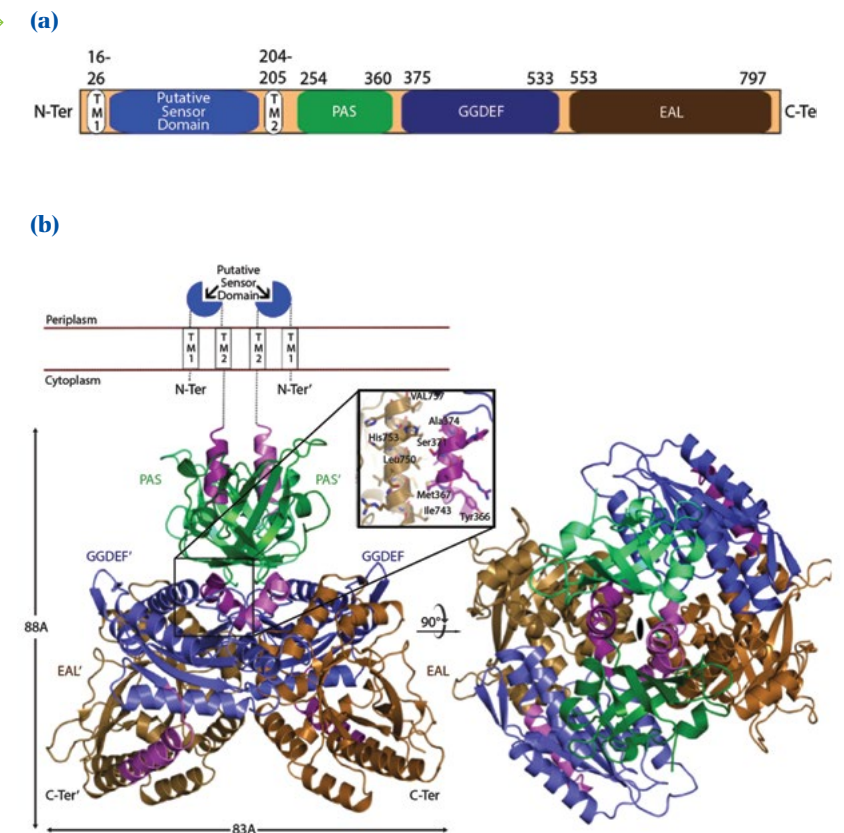 (a)
16-
26
204-
205
254
360
375
533
553
797
N-Ter
T
M
1
Putative
Sensor
Domain
T
M
2
PAS
GGDEF
EAL
C-Te
(b)
Putative
Sensor
Domain
Periplasm
T
M
1
T
M
2
T
M
2
T
M
1
Cytoplasm
N-Ter
N-Ter'
VAL757
Ala374
His753
Ser371
Leu750
Met367
Ile743
Tyr366
PAS
PAS'
GGDEF'
GGDEF
88A
90°
EAL'
EAL
C-Ter'
C-Ter
83A